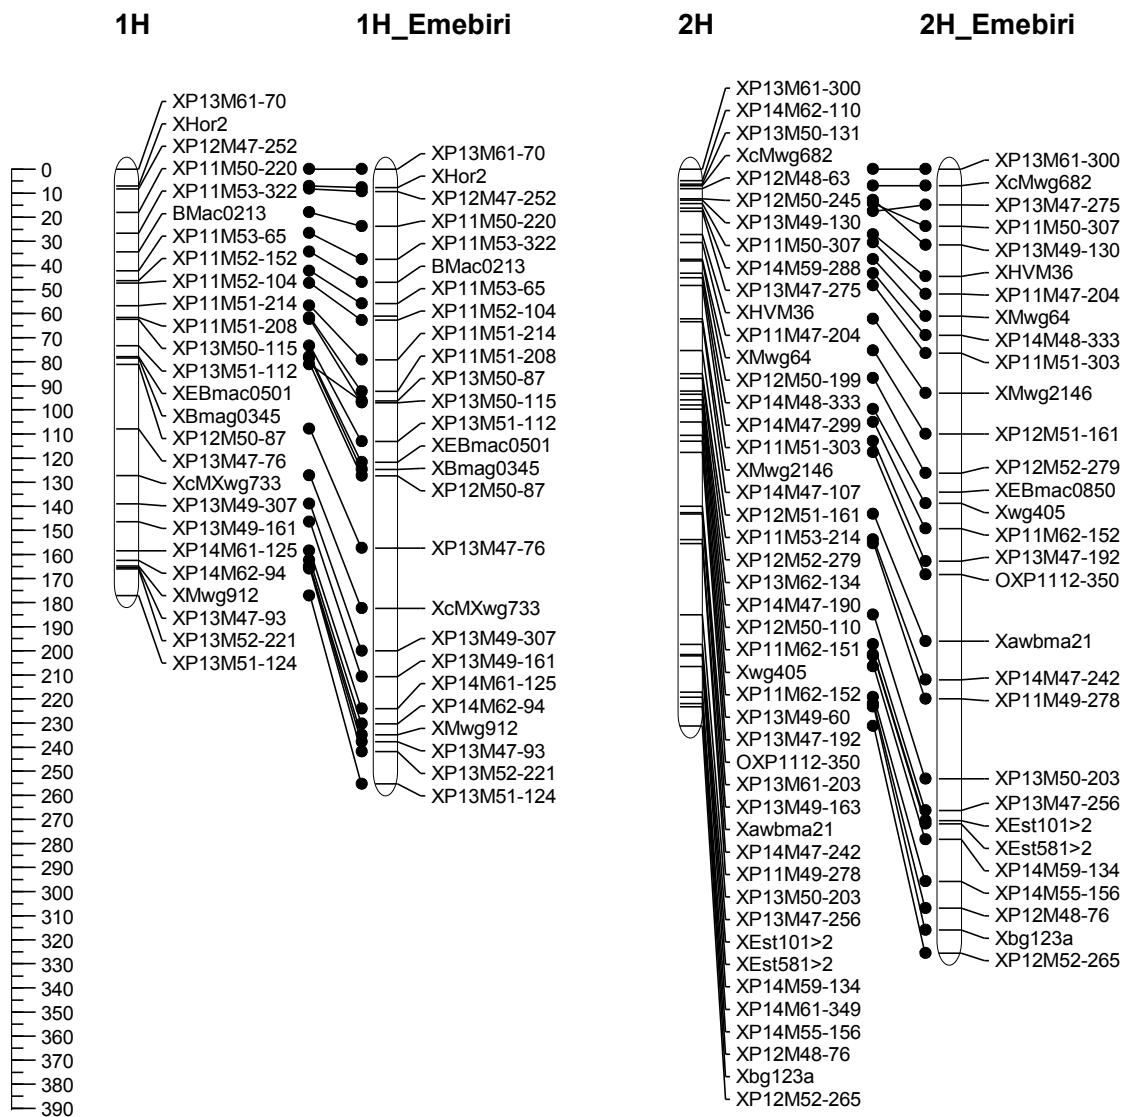 1H
1H_Emebiri
2H
2H_Emebiri
0
10
20
30
40
50
60
70
80
90
100
110
120
130
140
150
160
170
180
190
200
210
220
230
240
250
260
270
280
290
300
310
320
330
340
350
360
370
380
390
XP13M61-70
XHor2
XP12M47-252
XP11M50-220
XP11M53-322
BMac0213
XP11M53-65
XP11M52-152
XP11M52-104
XP11M51-214
XP11M51-208
XP13M50-115
XP13M51-112
XEBmac0501
XBmag0345
XP12M50-87
XP13M47-76
XcMXwg733
XP13M49-307
XP13M49-161
XP14M61-125
XP14M62-94
XMwg912
XP13M47-93
XP13M52-221
XP13M51-124
XP13M61-70
XHor2
XP12M47-252
XP11M50-220
XP11M53-322
BMac0213
XP11M53-65
XP11M52-104
XP11M51-214
XP11M51-208
XP13M50-87
XP13M50-115
XP13M51-112
XEBmac0501
XBmag0345
XP12M50-87
XP13M47-76
XcMXwg733
XP13M49-307
XP13M49-161
XP14M61-125
XP14M62-94
XMwg912
XP13M47-93
XP13M52-221
XP13M51-124
XP13M61-300
XP14M62-110
XP13M50-131
XcMwg682
XP12M48-63
XP12M50-245
XP13M49-130
XP11M50-307
XP14M59-288
XP13M47-275
XHVM36
XP11M47-204
XMwg64
XP12M50-199
XP14M48-333
XP14M47-299
XP11M51-303
XMwg2146
XP14M47-107
XP12M51-161
XP11M53-214
XP12M52-279
XP13M62-134
XP14M47-190
XP12M50-110
XP11M62-151
Xwg405
XP11M62-152
XP13M49-60
XP13M47-192
OXP1112-350
XP13M61-203
XP13M49-163
Xawbma21
XP14M47-242
XP11M49-278
XP13M50-203
XP13M47-256
XEst101>2
XEst581>2
XP14M59-134
XP14M61-349
XP14M55-156
XP12M48-76
Xbg123a
XP12M52-265
XP13M61-300
XcMwg682
XP13M47-275
XP11M50-307
XP13M49-130
XHVM36
XP11M47-204
XMwg64
XP14M48-333
XP11M51-303
XMwg2146
XP12M51-161
XP12M52-279
XEBmac0850
Xwg405
XP11M62-152
XP13M47-192
OXP1112-350
Xawbma21
XP14M47-242
XP11M49-278
XP13M50-203
XP13M47-256
XEst101>2
XEst581>2
XP14M59-134
XP14M55-156
XP12M48-76
Xbg123a
XP12M52-265